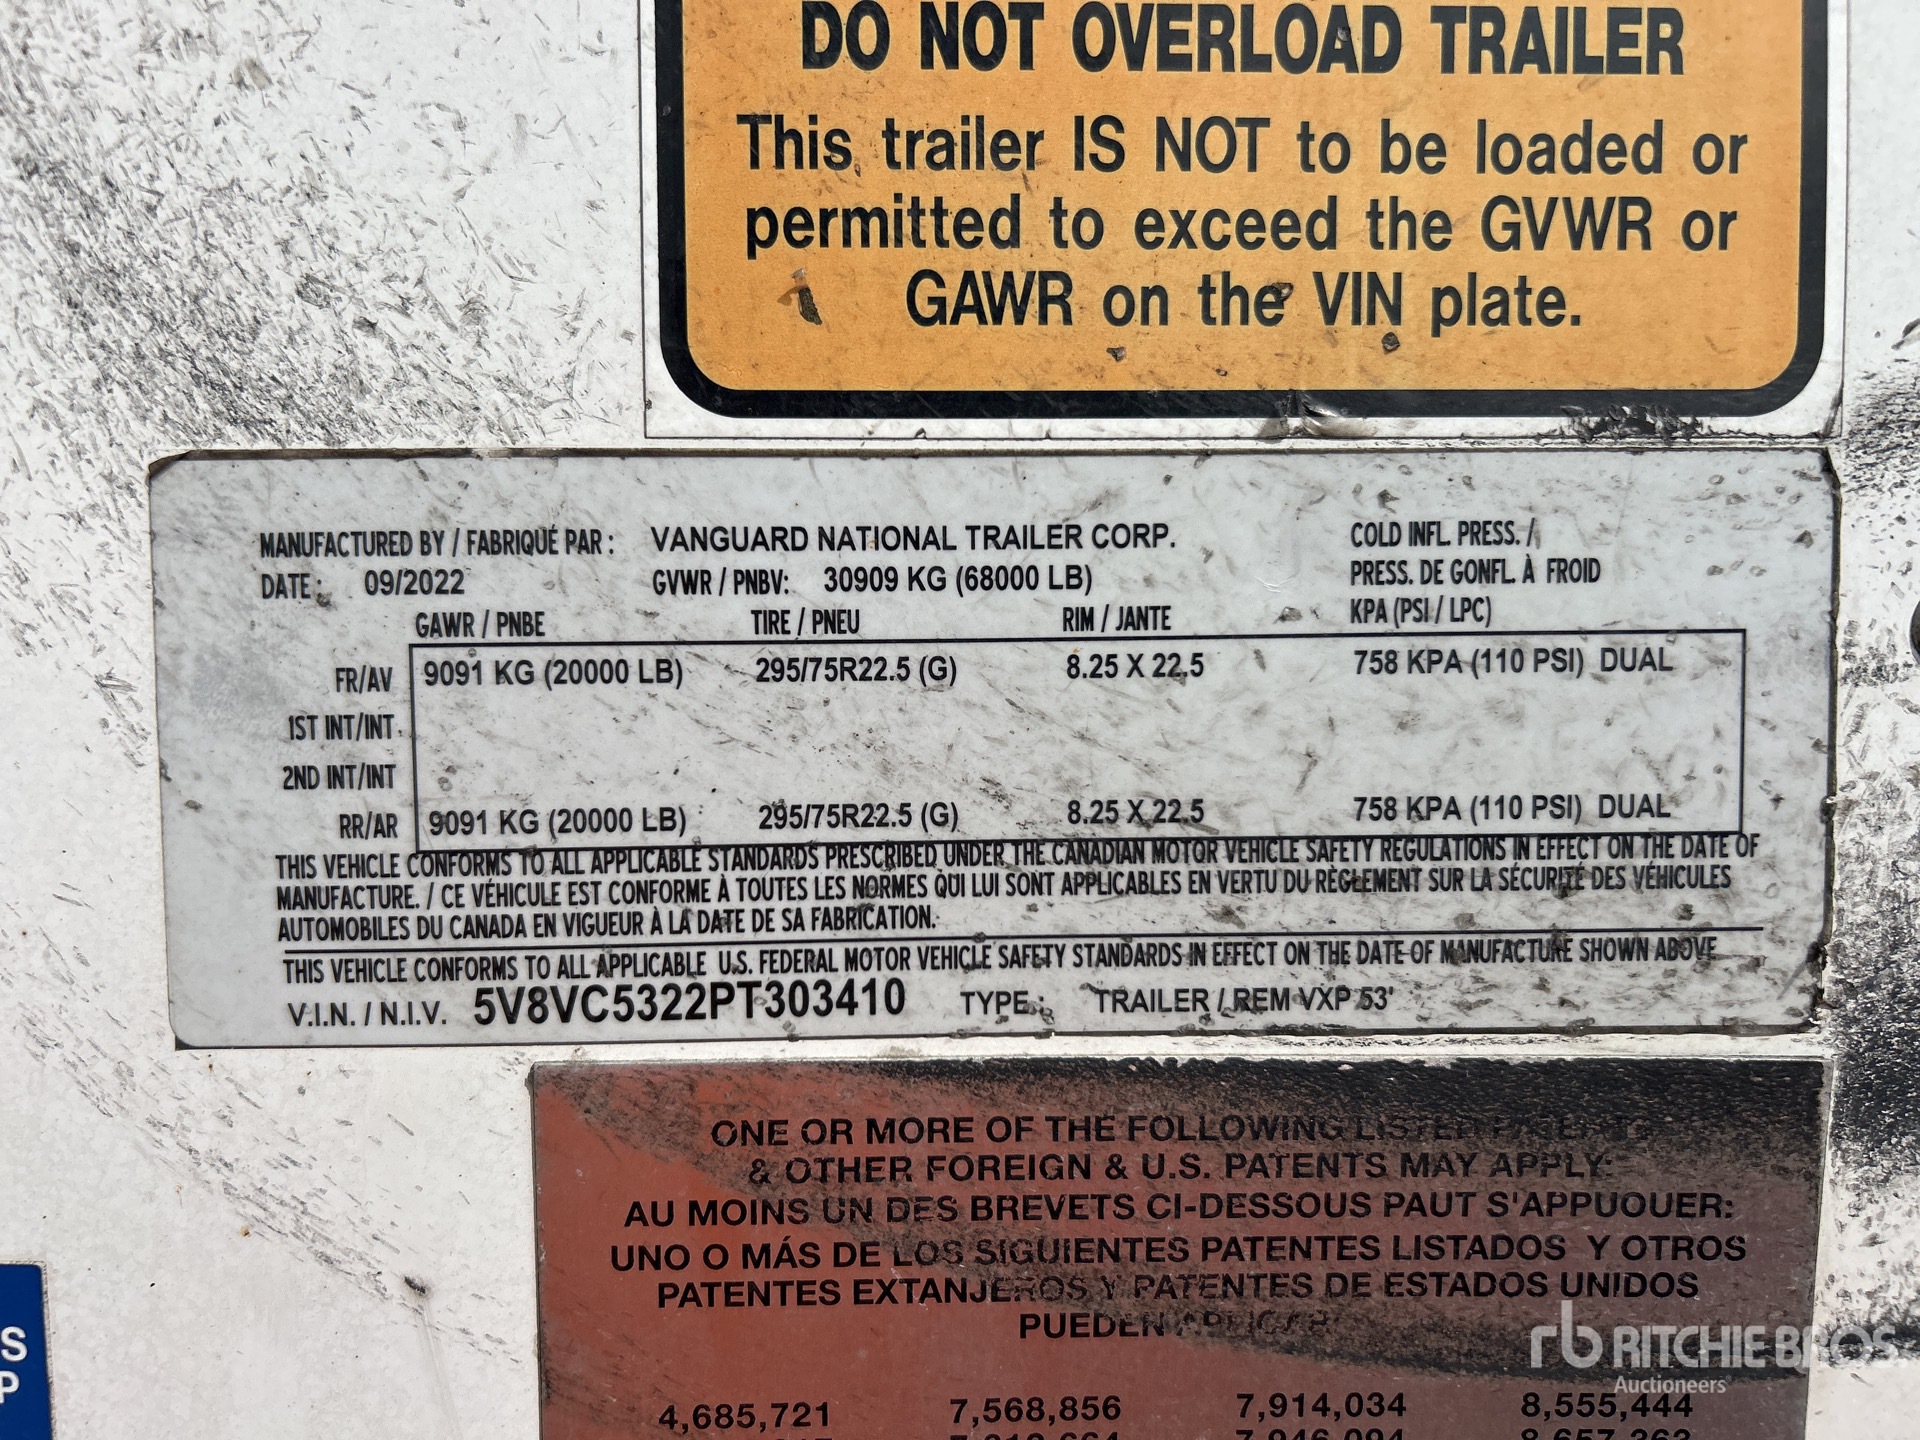 DO NOT OVERLOAD TRAILER
This trailer IS NOT to be loaded or
permitted to exceed the GVWR or
GAWR on the VIN plate.
MANUFACTURED BY / FABRIQUÉ PAR : VANGUARD NATIONAL TRAILER CORP. COLD INFL. PRESS. /
DATE : 09/2022 GVWR / PNBV: 30909 KG (68000 LB) PRESS. DE GONFL. À FROID
GAWR / PNBE TIRE / PNEU RIM / JANTE KPA (PSI / LPC)
FR/AV 9091 KG (20000 LB) 295/75R22.5 (G) 8.25 X 22.5 758 KPA (110 PSI) DUAL
1ST INT/INT
2ND INT/INT
RR/AR 9091 KG (20000 LB) 295/75R22.5 (G) 8.25 X 22.5 758 KPA (110 PSI) DUAL
THIS VEHICLE CONFORMS TO ALL APPLICABLE STANDARDS PRESCRIBED UNDER THE CANADIAN MOTOR VEHICLE SAFETY REGULATIONS IN EFFECT ON THE DATE OF
MANUFACTURE. / CE VÉHICULE EST CONFORME À TOUTES LES NORMES QUI LUI SONT APPLICABLES EN VERTU DU RÈGLEMENT SUR LA SÉCURITÉ DES VÉHICULES
AUTOMOBILES DU CANADA EN VIGUEUR À LA DATE DE SA FABRICATION.
THIS VEHICLE CONFORMS TO ALL APPLICABLE U.S. FEDERAL MOTOR VEHICLE SAFETY STANDARDS IN EFFECT ON THE DATE OF MANUFACTURE SHOWN ABOVE
V.I.N. / N.I.V. 5V8VC5322PT303410 TYPE : TRAILER / REM VXP 53'
ONE OR MORE OF THE FOLLOWING LISTED
& OTHER FOREIGN & U.S. PATENTS MAY APPLY:
AU MOINS UN DES BREVETS CI-DESSOUS PAUT S'APPUOUER:
UNO O MÁS DE LOS SIGUIENTES PATENTES LISTADOS Y OTROS
PATENTES EXTANJEROS Y PATENTES DE ESTADOS UNIDOS
PUEDEN APLICAR
4,685,721 7,568,856 7,914,034 8,555,444
7,946,094 8,657,363
S
P
rb RITCHIE BROS.
Auctioneers